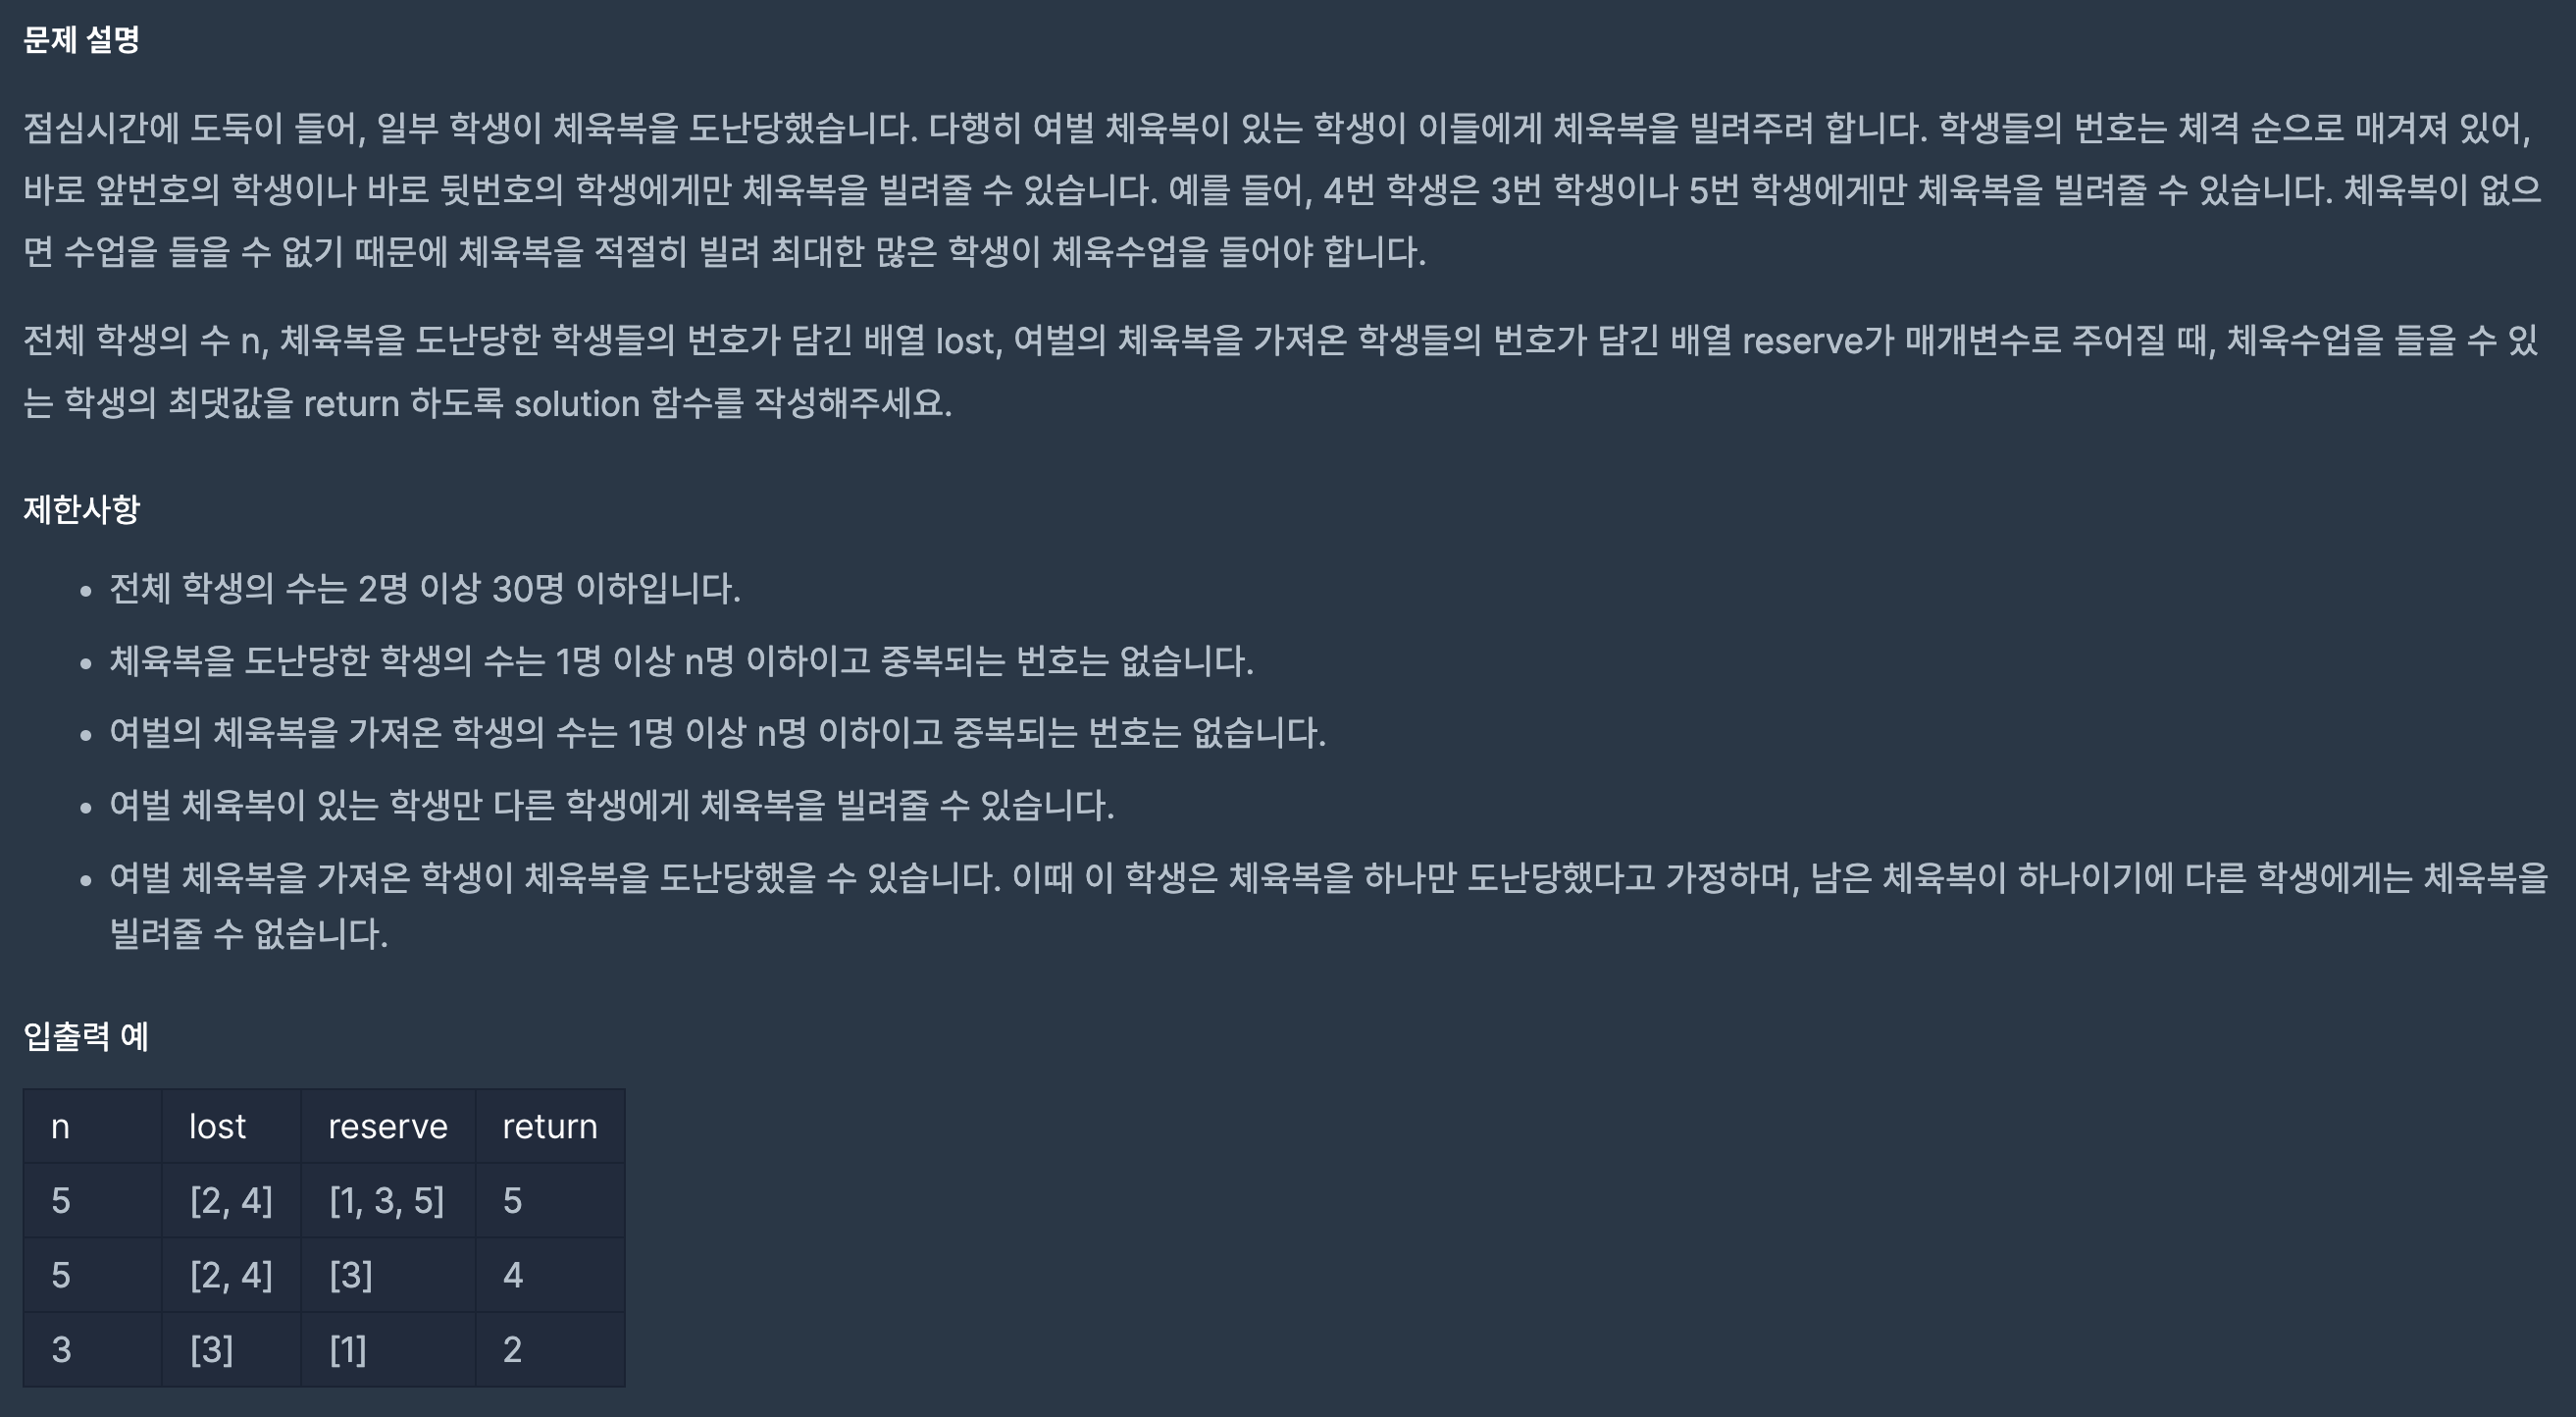 문제 설명
점심시간에 도둑이 들어, 일부 학생이 체육복을 도난당했습니다. 다행히 여벌 체육복이 있는 학생이 이들에게 체육복을 빌려주려 합니다. 학생들의 번호는 체격 순으로 매겨져 있어,
바로 앞번호의 학생이나 바로 뒷번호의 학생에게만 체육복을 빌려줄 수 있습니다. 예를 들어, 4번 학생은 3번 학생이나 5번 학생에게만 체육복을 빌려줄 수 있습니다. 체육복이 없으
면 수업을 들을 수 없기 때문에 체육복을 적절히 빌려 최대한 많은 학생이 체육수업을 들어야 합니다.
전체 학생의 수 n, 체육복을 도난당한 학생들의 번호가 담긴 배열 lost, 여벌의 체육복을 가져온 학생들의 번호가 담긴 배열 reserve가 매개변수로 주어질 때, 체육수업을 들을 수 있
는 학생의 최댓값을 return 하도록 solution 함수를 작성해주세요.
제한사항
• 전체 학생의 수는 2명 이상 30명 이하입니다.
• 체육복을 도난당한 학생의 수는 1명 이상 n명 이하이고 중복되는 번호는 없습니다.
• 여벌의 체육복을 가져온 학생의 수는 1명 이상 n명 이하이고 중복되는 번호는 없습니다.
• 여벌 체육복이 있는 학생만 다른 학생에게 체육복을 빌려줄 수 있습니다.
• 여벌 체육복을 가져온 학생이 체육복을 도난당했을 수 있습니다. 이때 이 학생은 체육복을 하나만 도난당했다고 가정하며, 남은 체육복이 하나이기에 다른 학생에게는 체육복을
빌려줄 수 없습니다.
입출력 예
n lost reserve return
5 [2, 4] [1, 3, 5] 5
5 [2, 4] [3] 4
3 [3] [1] 2